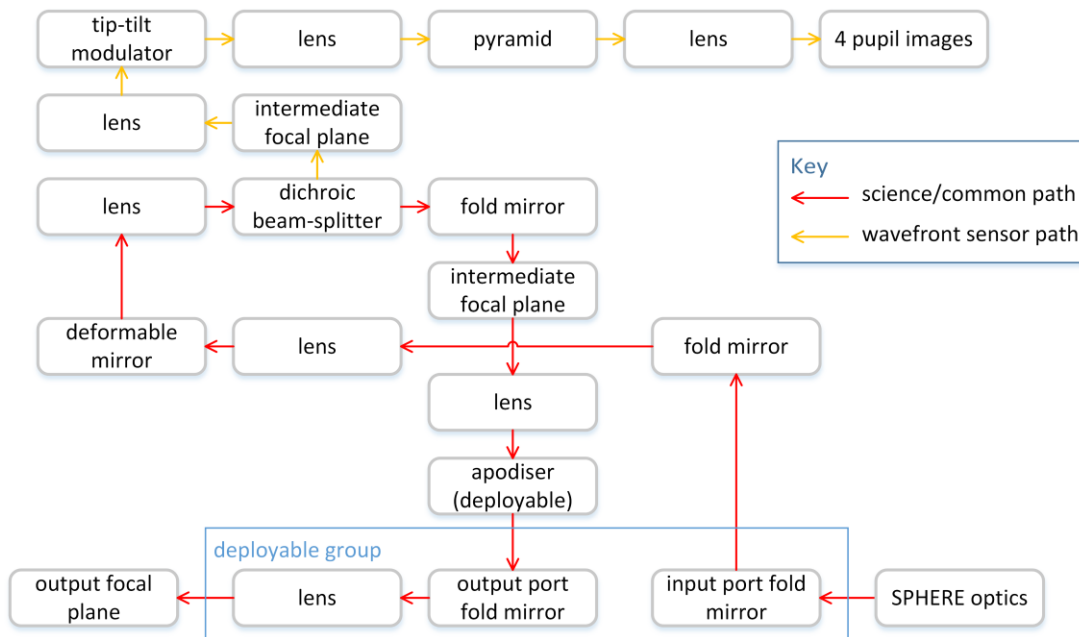 tip-tilt
modulator
lens
pyramid
lens
4 pupil images
lens
intermediate
focal plane
Key
science/common path
wavefront sensor path
lens
dichroic
beam-splitter
fold mirror
intermediate
focal plane
deformable
mirror
lens
fold mirror
lens
apodiser
(deployable)
deployable group
output focal
plane
lens
output port
fold mirror
input port fold
mirror
SPHERE optics